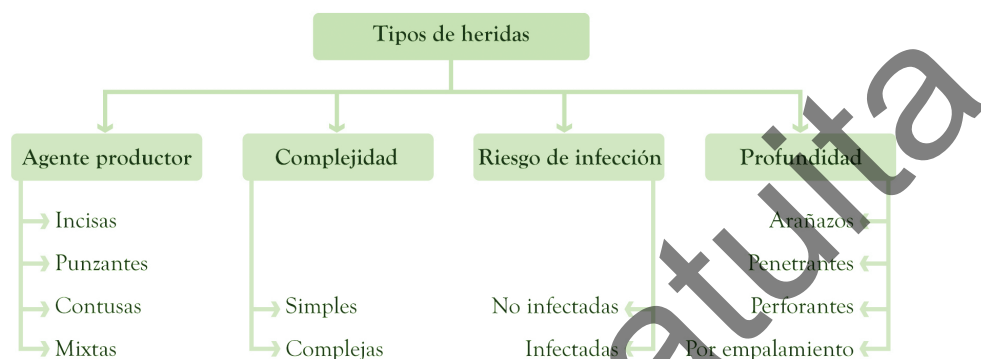 Tipos de heridas
Agente productor
Incisas
Punzantes
Contusas
Mixtas
Complejidad
Simples
Complejas
Riesgo de infección
No infectadas
Infectadas
Profundidad
Arañazos
Penetrantes
Perforantes
Por empalamiento
atuita